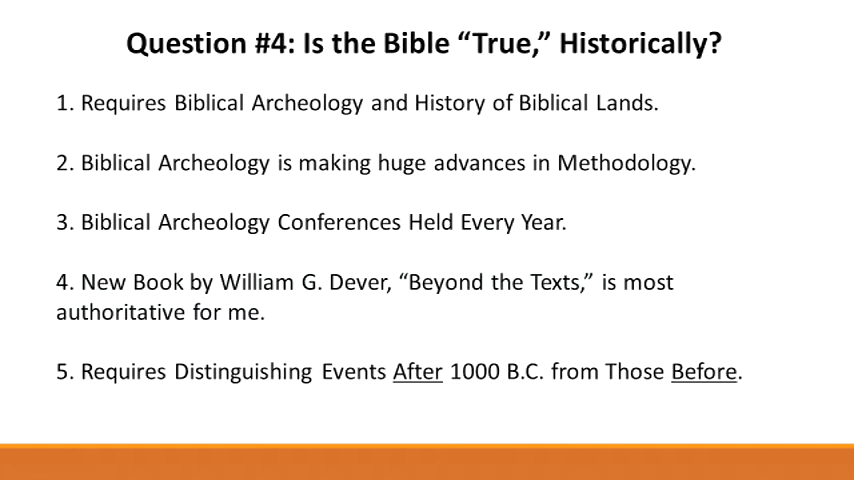 Question #4: Is the Bible “True,” Historically?
1. Requires Biblical Archeology and History of Biblical Lands.
2. Biblical Archeology is making huge advances in Methodology.
3. Biblical Archeology Conferences Held Every Year.
4. New Book by William G. Dever, “Beyond the Texts,” is most
authoritative for me.
5. Requires Distinguishing Events After 1000 B.C. from Those Before.